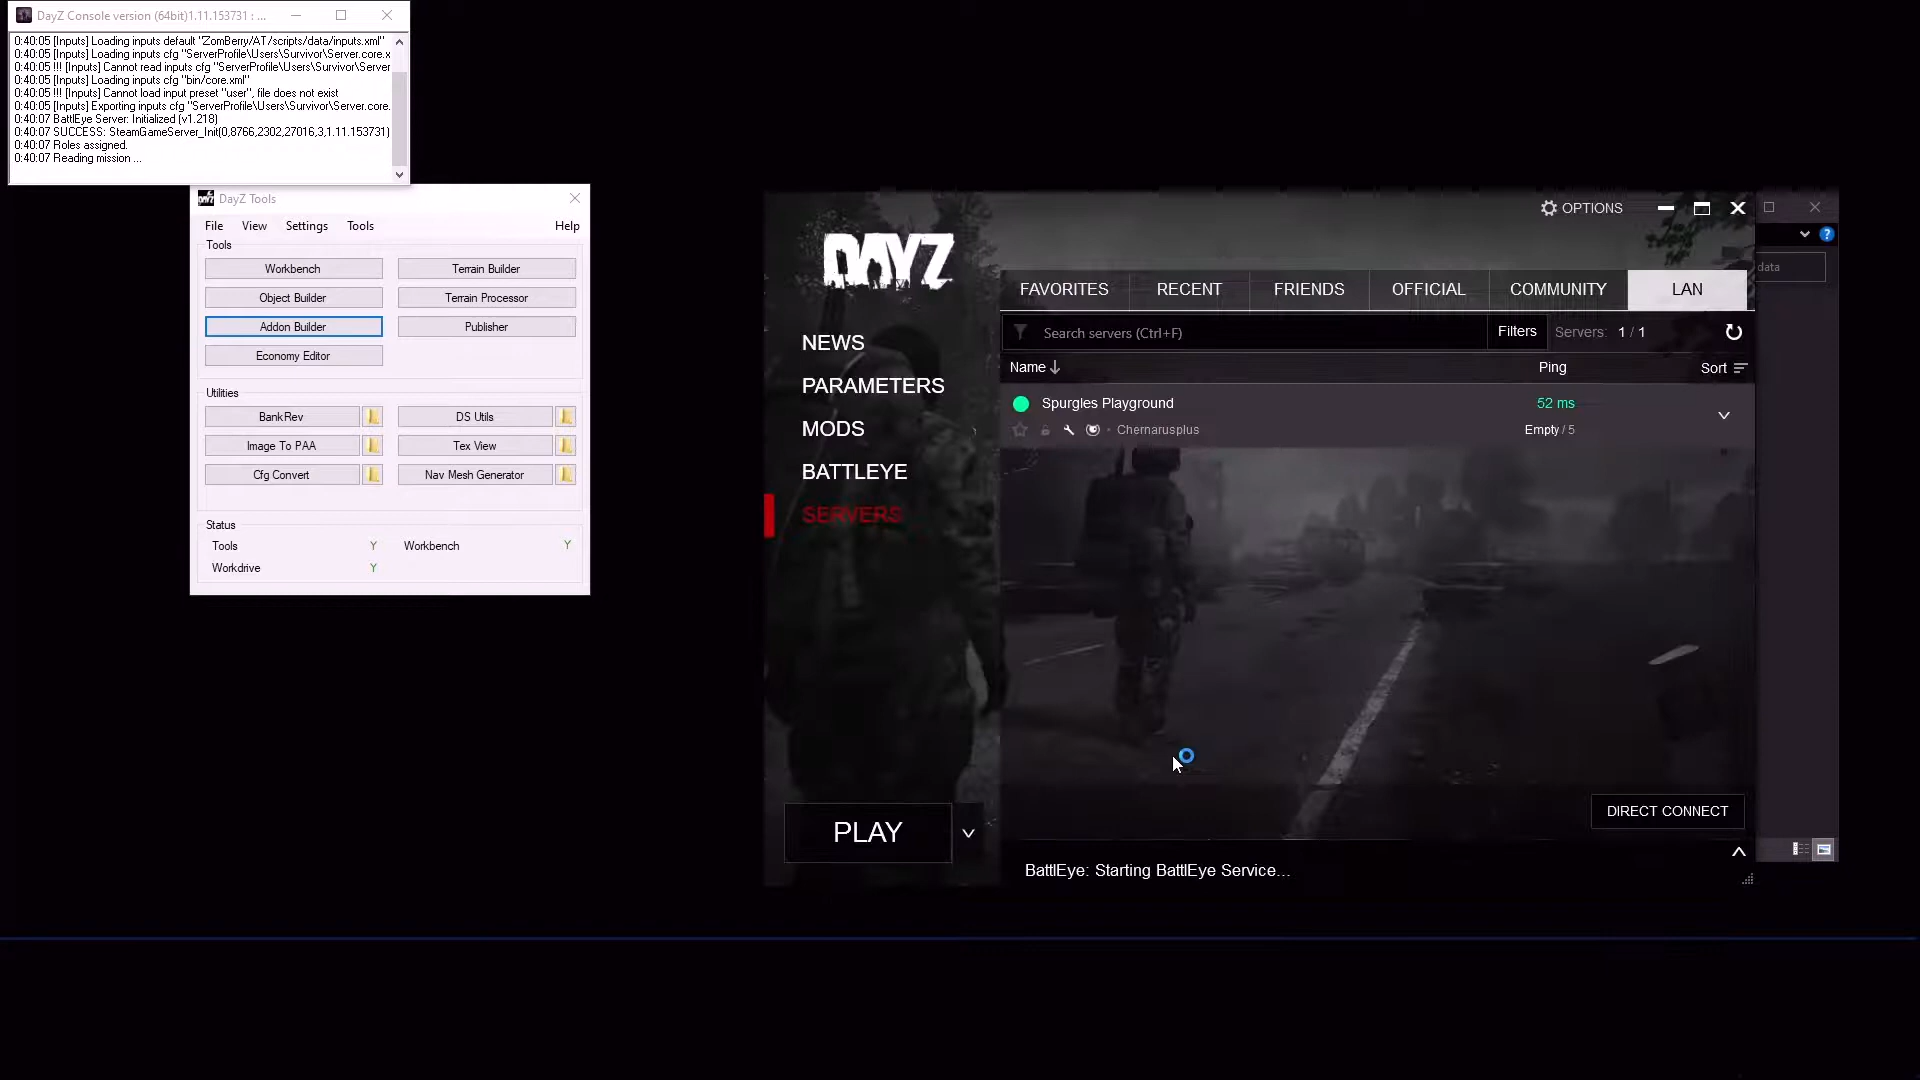 DayZ Console version (64bit)1.11.153731 : ...
0:40:05 [Inputs] Loading inputs default "ZomBerry/AT/scripts/data/inputs.xml"
0:40:05 [Inputs] Loading inputs cfg "ServerProfile\Users\Survivor\Server.core.x
0:40:05 !!! [Inputs] Cannot read inputs cfg "ServerProfile\Users\Survivor\Server
0:40:05 [Inputs] Loading inputs cfg "bin/core.xml"
0:40:05 !!! [Inputs] Cannot load input preset "user", file does not exist
0:40:05 [Inputs] Exporting inputs cfg "ServerProfile\Users\Survivor\Server.core.
0:40:07 BattlEye Server: Initialized (v1.218)
0:40:07 SUCCESS: SteamGameServer_Init(0,8766,2302,27016,3,1.11.153731)
0:40:07 Roles assigned.
0:40:07 Reading mission ...
DayZ Tools
File View Settings Tools Help
Tools
Workbench Terrain Builder
Object Builder Terrain Processor
Addon Builder Publisher
Economy Editor
Utilities
BankRev DS Utils
Image To PAA Tex View
Cfg Convert Nav Mesh Generator
Status
Tools Y Workbench Y
Workdrive Y
OPTIONS
DAYZ
NEWS
PARAMETERS
MODS
BATTLEYE
SERVERS
PLAY
FAVORITES RECENT FRIENDS OFFICIAL COMMUNITY LAN
Search servers (Ctrl+F) Filters Servers: 1 / 1
Name Ping Sort
Spurgles Playground 52 ms
Chernarusplus Empty / 5
DIRECT CONNECT
BattlEye: Starting BattlEye Service...
data